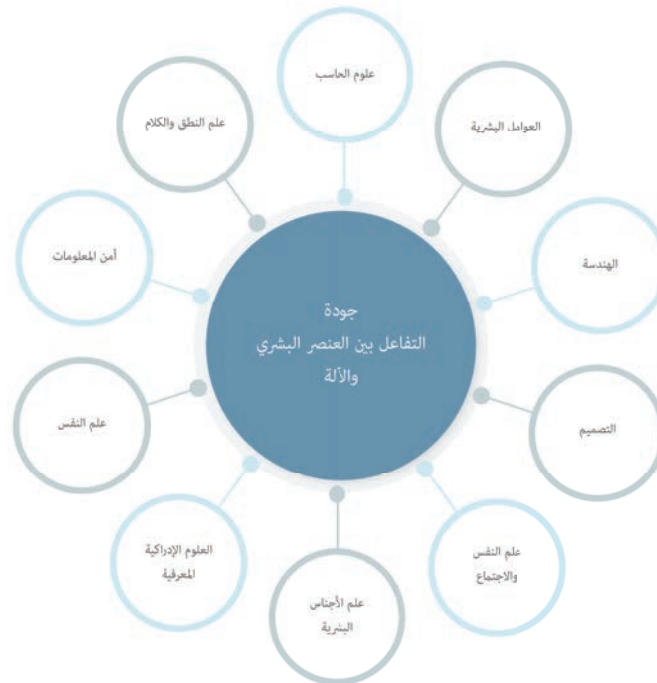 علوم الحاسب
العوامل البشرية
علم النطق والكلام
الهندسة
أمن المعلومات
جودة
التفاعل بين العنصر البشري
والآلة
التصميم
علم النفس
علم النفس
والاجتماع
العلوم الإدراكية
المعرفية
علم الأجناس
البشرية